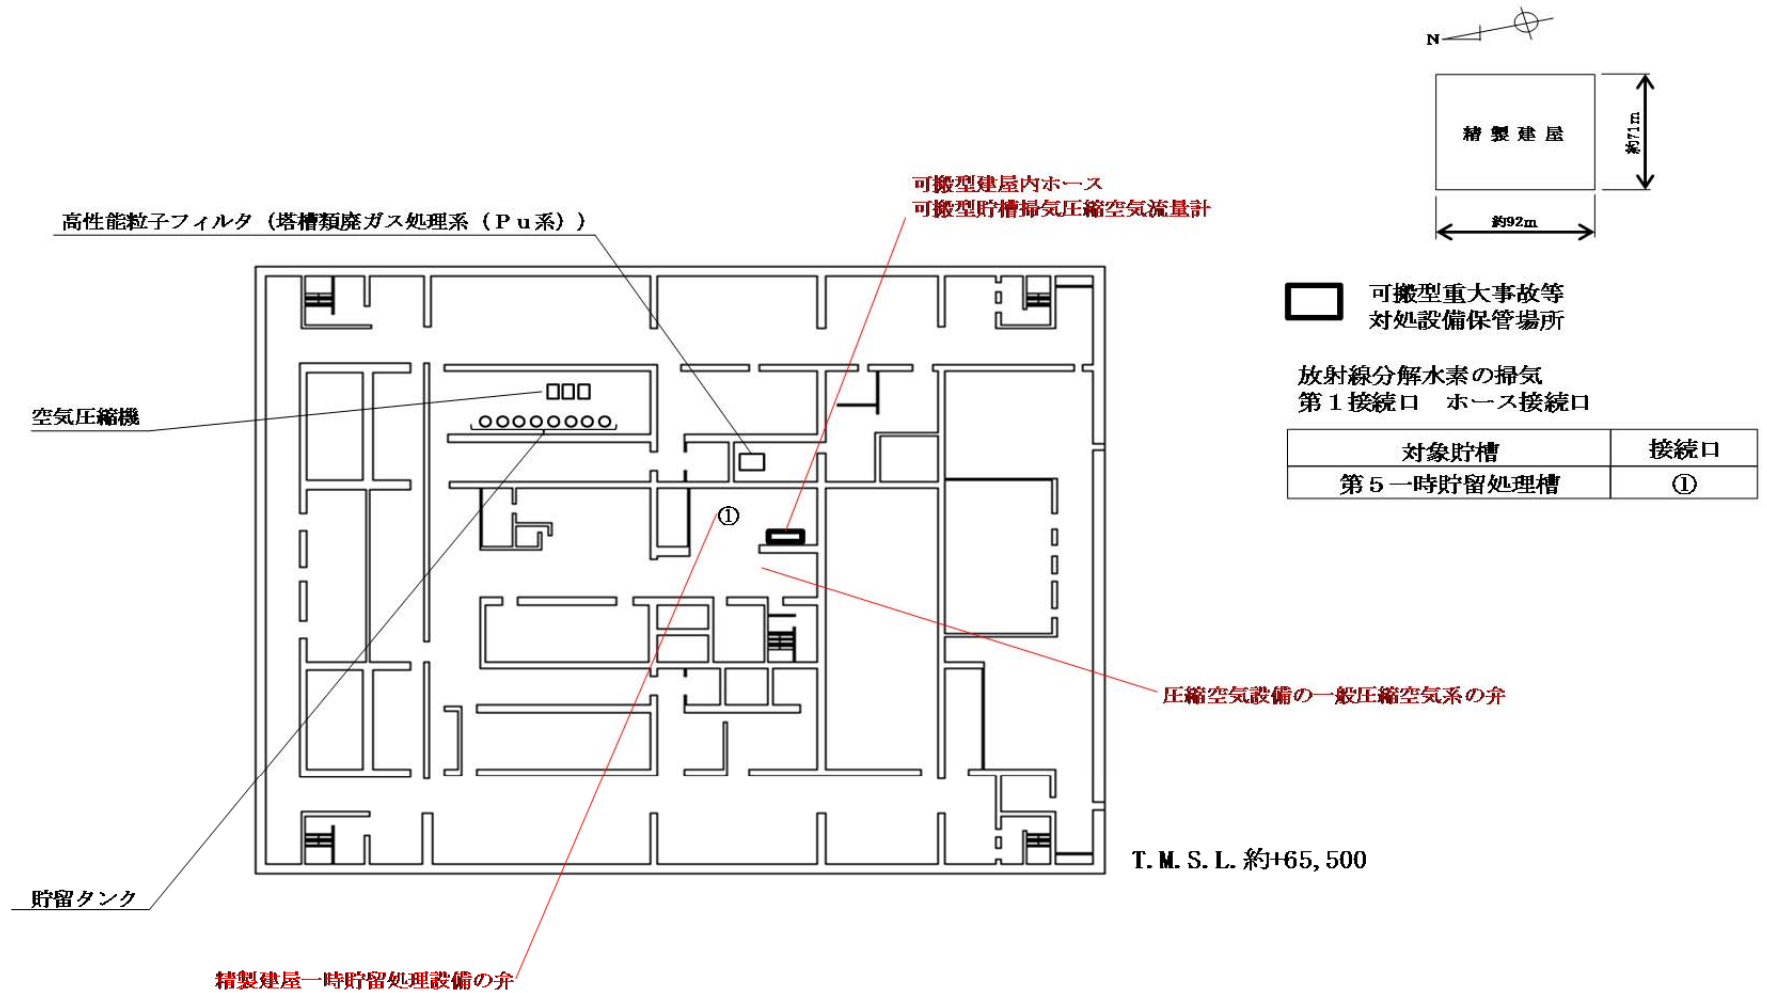 N
精製建屋
約71m
約92m
可搬型建屋内ホース
可搬型貯槽掃気圧縮空気流量計
高性能粒子フィルタ（塔槽類廃ガス処理系（Ｐｕ系））
可搬型重大事故等
対処設備保管場所
放射線分解水素の掃気
第１接続口　ホース接続口
対象貯槽　接続口
第５一時貯留処理槽　①
空気圧縮機
①
圧縮空気設備の一般圧縮空気系の弁
T.M.S.L.約+65,500
貯留タンク
精製建屋一時貯留処理設備の弁